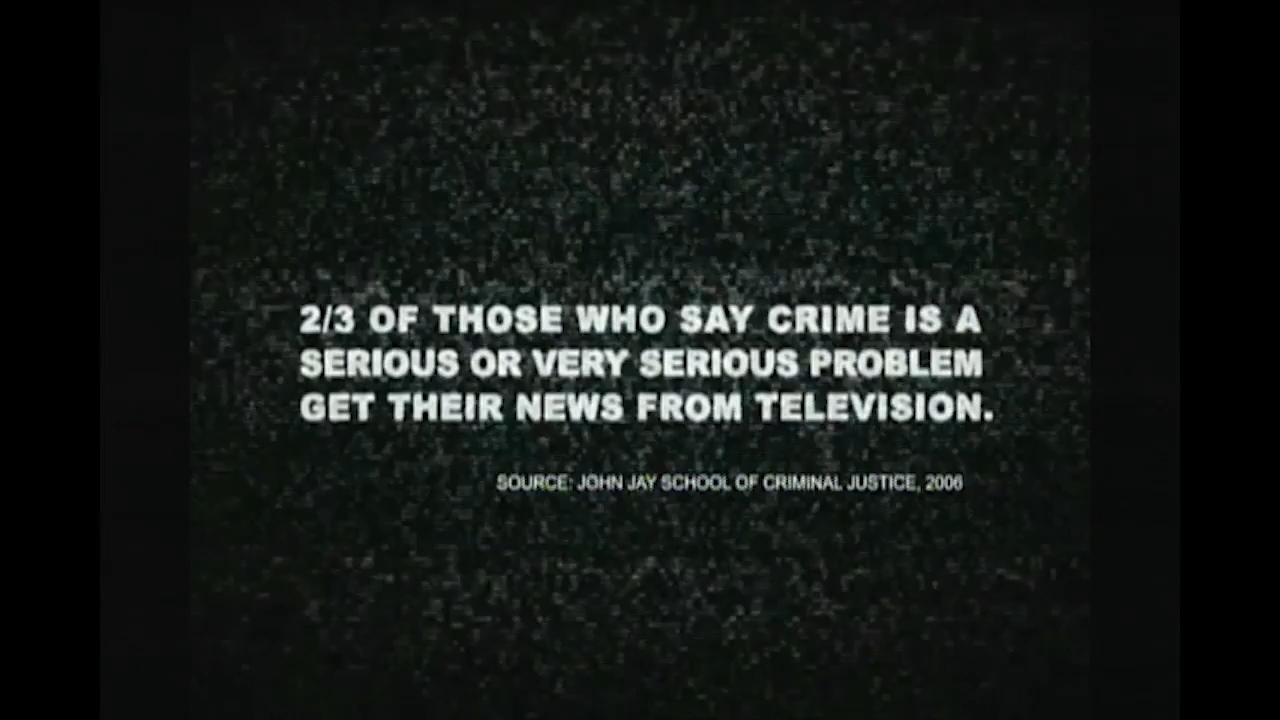 2/3 OF THOSE WHO SAY CRIME IS A
SERIOUS OR VERY SERIOUS PROBLEM
GET THEIR NEWS FROM TELEVISION.
SOURCE: JOHN JAY SCHOOL OF CRIMINAL JUSTICE, 2006